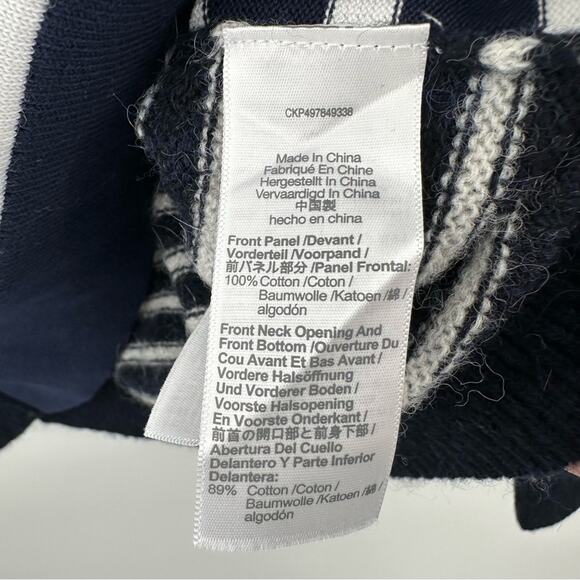 CKP497849338
Made In China
Fabriqué En Chine
Hergestellt In China
Vervaardigd In China
中国製
hecho en china
Front Panel /Devant /
Vorderteil /Voorpand /
前パネル部分 /Panel Frontal:
100% Cotton /Coton /
Baumwolle /Katoen /綿 /
algodón
Front Neck Opening And
Front Bottom /Ouverture Du
Cou Avant Et Bas Avant /
Vordere Halsöffnung
Und Vorderer Boden /
Voorste Halsopening
En Voorste Onderkant /
前首の開口部と前身下部 /
Abertura Del Cuello
Delantero Y Parte Inferior
Delantera:
89% Cotton /Coton /
Baumwolle /Katoen /綿 /
algodón